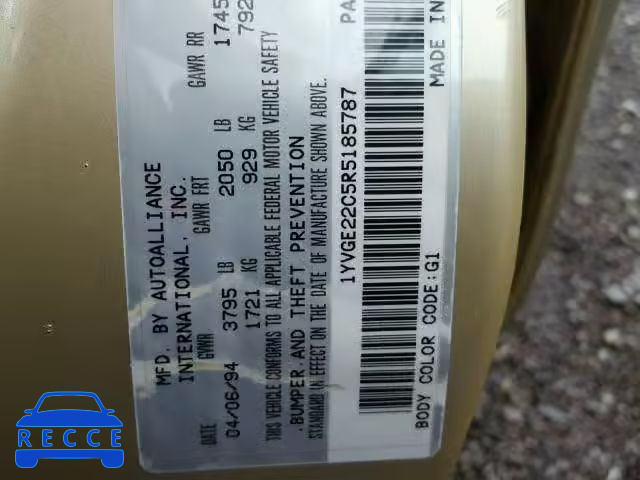 MFD. BY AUTOALLIANCE
INTERNATIONAL, INC.
GVWR GAWR FRT GAWR RR
DATE 3795 LB 2050 LB 1745
04/06/94 1721 KG 929 KG 792
THIS VEHICLE CONFORMS TO ALL APPLICABLE FEDERAL MOTOR VEHICLE SAFETY
.BUMPER AND THEFT PREVENTION
STANDARD IN EFFECT ON THE DATE OF MANUFACTURE SHOWN ABOVE.
1YVGE22C5R5185787 PA
BODY COLOR CODE:G1 MADE IN
RECCE